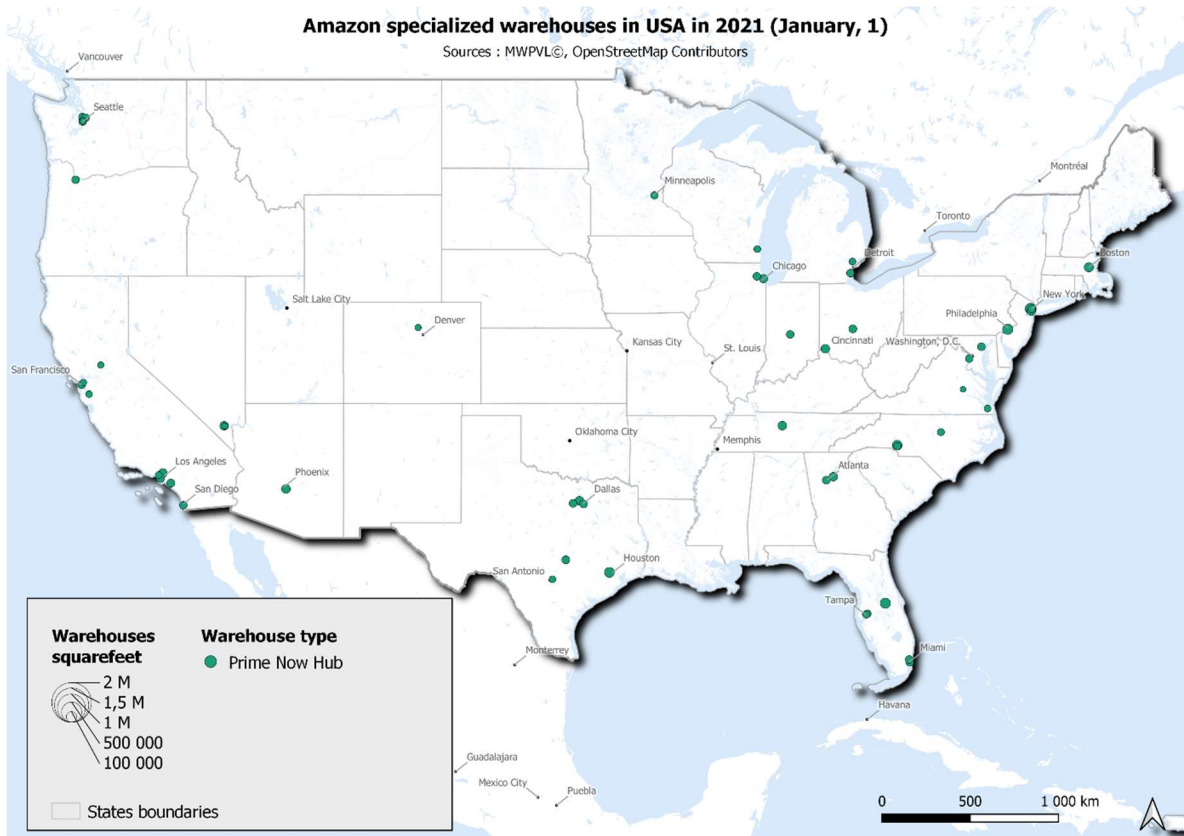 Amazon specialized warehouses in USA in 2021 (January, 1)
Sources : MWPVL©, OpenStreetMap Contributors
Vancouver
Seattle
Minneapolis
Montréal
Toronto
Boston
Detroit
Chicago
New York
Philadelphia
Salt Lake City
Denver
Kansas City
St. Louis
Cincinnati
Washington, D.C.
San Francisco
Los Angeles
San Diego
Phoenix
Oklahoma City
Memphis
Atlanta
Dallas
San Antonio
Houston
Tampa
Miami
Monterrey
Havana
Guadalajara
Mexico City
Puebla
Warehouses
squarefeet
2 M
1,5 M
1 M
500 000
100 000
Warehouse type
Prime Now Hub
States boundaries
0 500 1 000 km